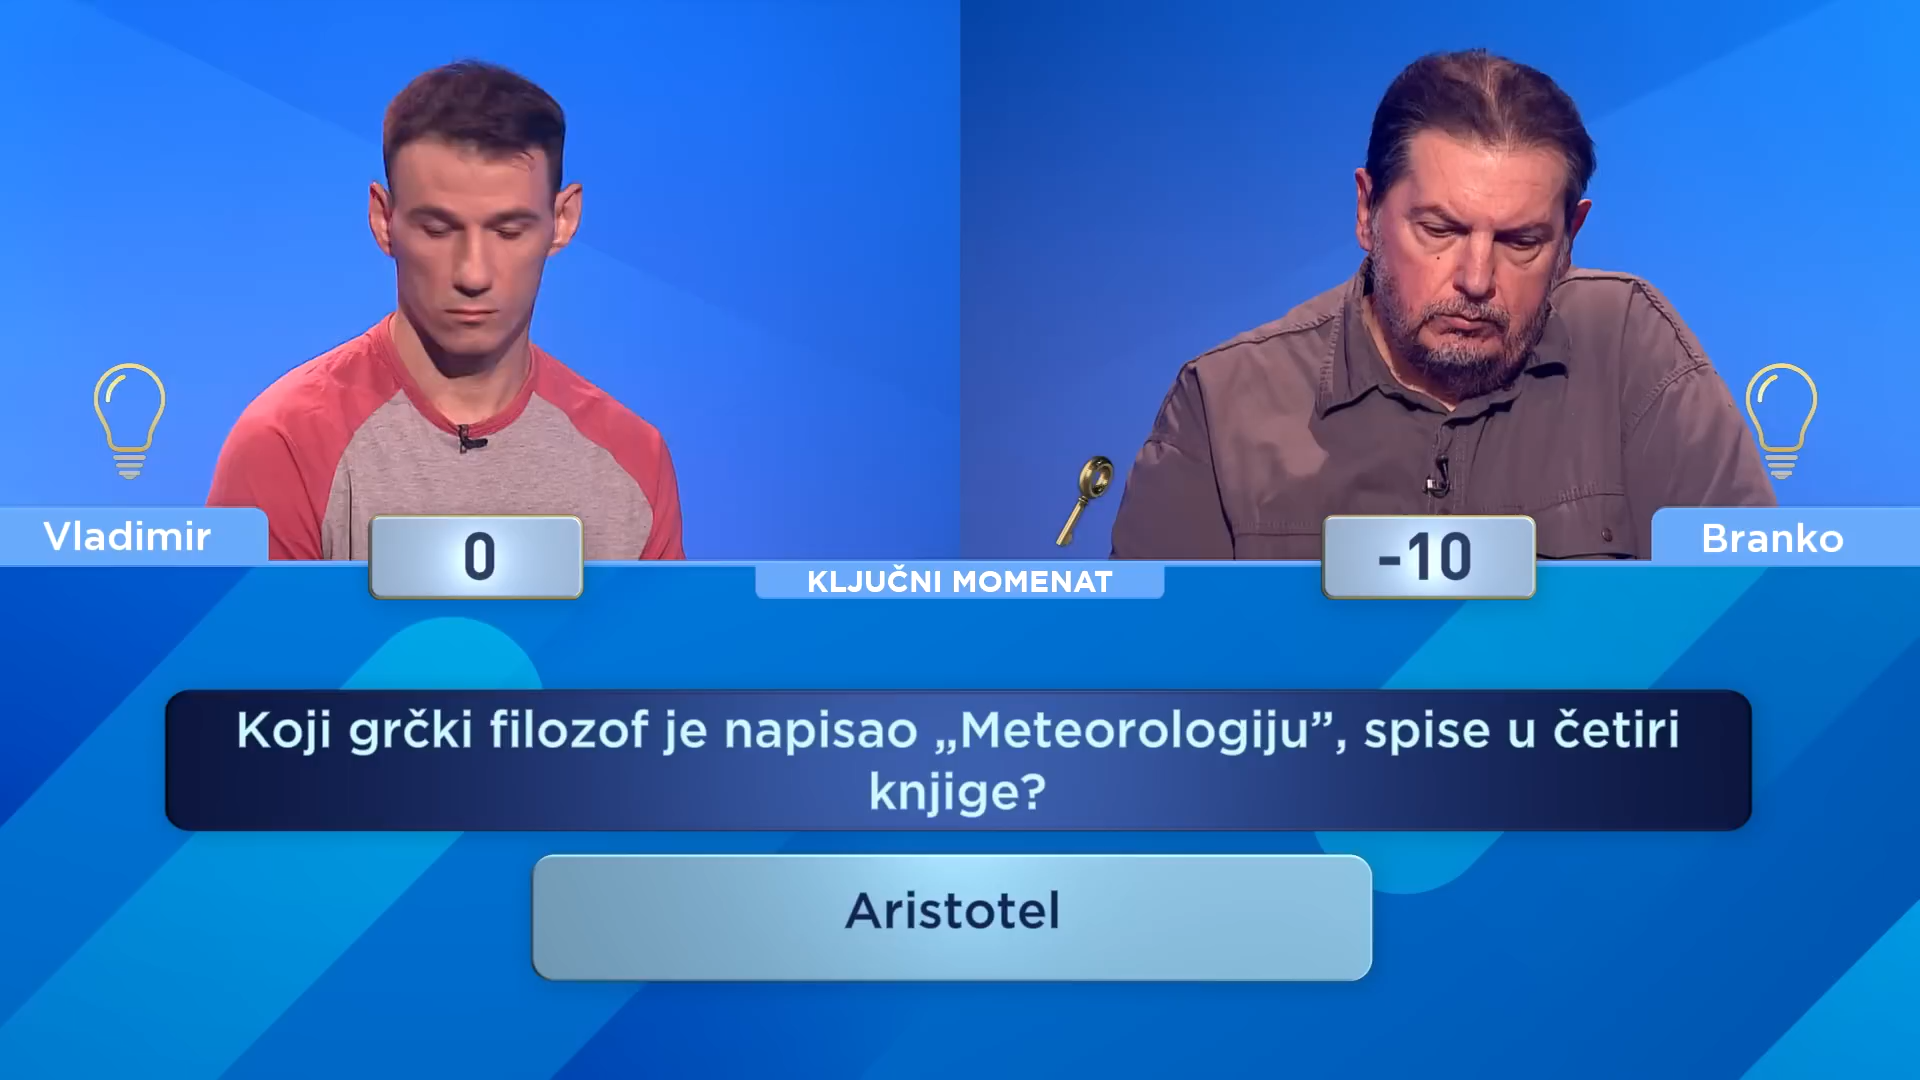 Vladimir
0
KLJUČNI MOMENAT
-10
Branko
Koji grčki filozof je napisao „Meteorologiju”, spise u četiri
knjige?
Aristotel